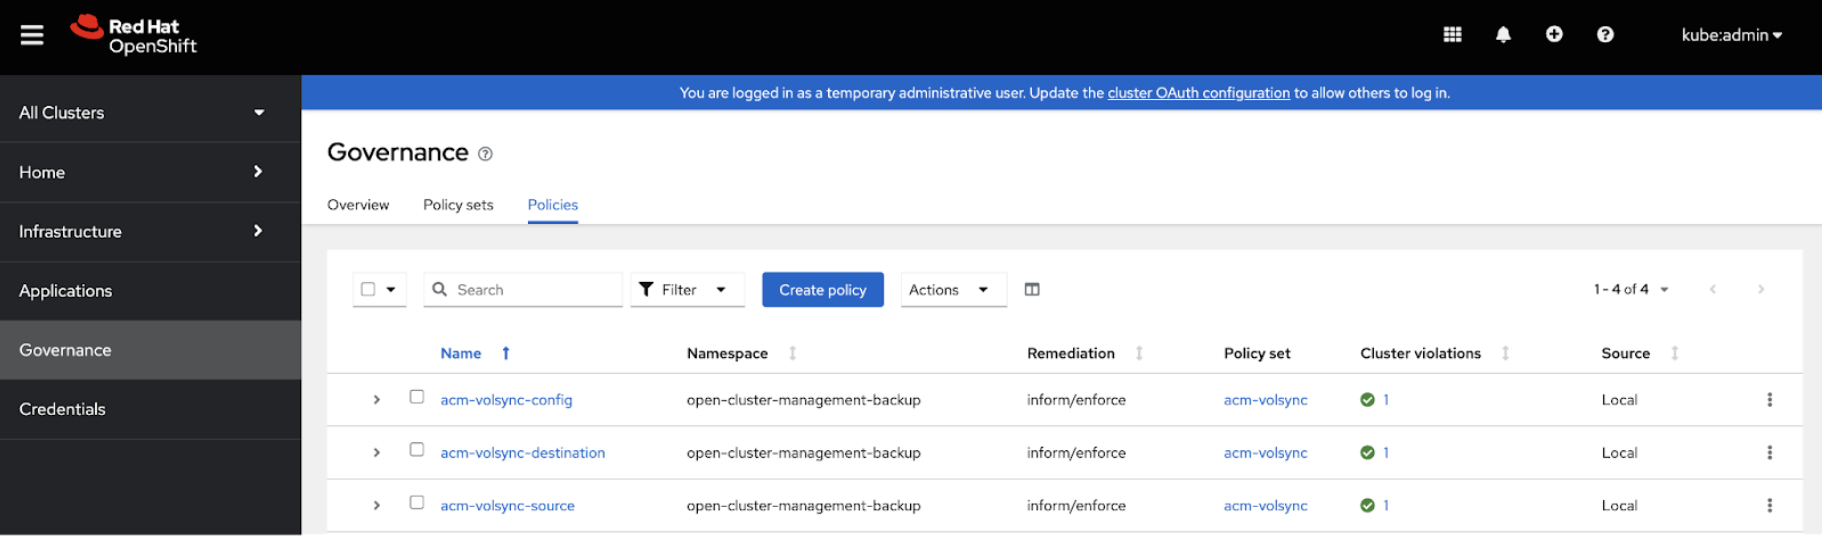 Red Hat
OpenShift
kube:admin
All Clusters
Home
Infrastructure
Applications
Governance
Credentials
You are logged in as a temporary administrative user. Update the cluster OAuth configuration to allow others to log in.
Governance
Overview Policy sets Policies
Search Filter Create policy Actions 1 - 4 of 4
Name Namespace Remediation Policy set Cluster violations Source
acm-volsync-config open-cluster-management-backup inform/enforce acm-volsync 1 Local
acm-volsync-destination open-cluster-management-backup inform/enforce acm-volsync 1 Local
acm-volsync-source open-cluster-management-backup inform/enforce acm-volsync 1 Local